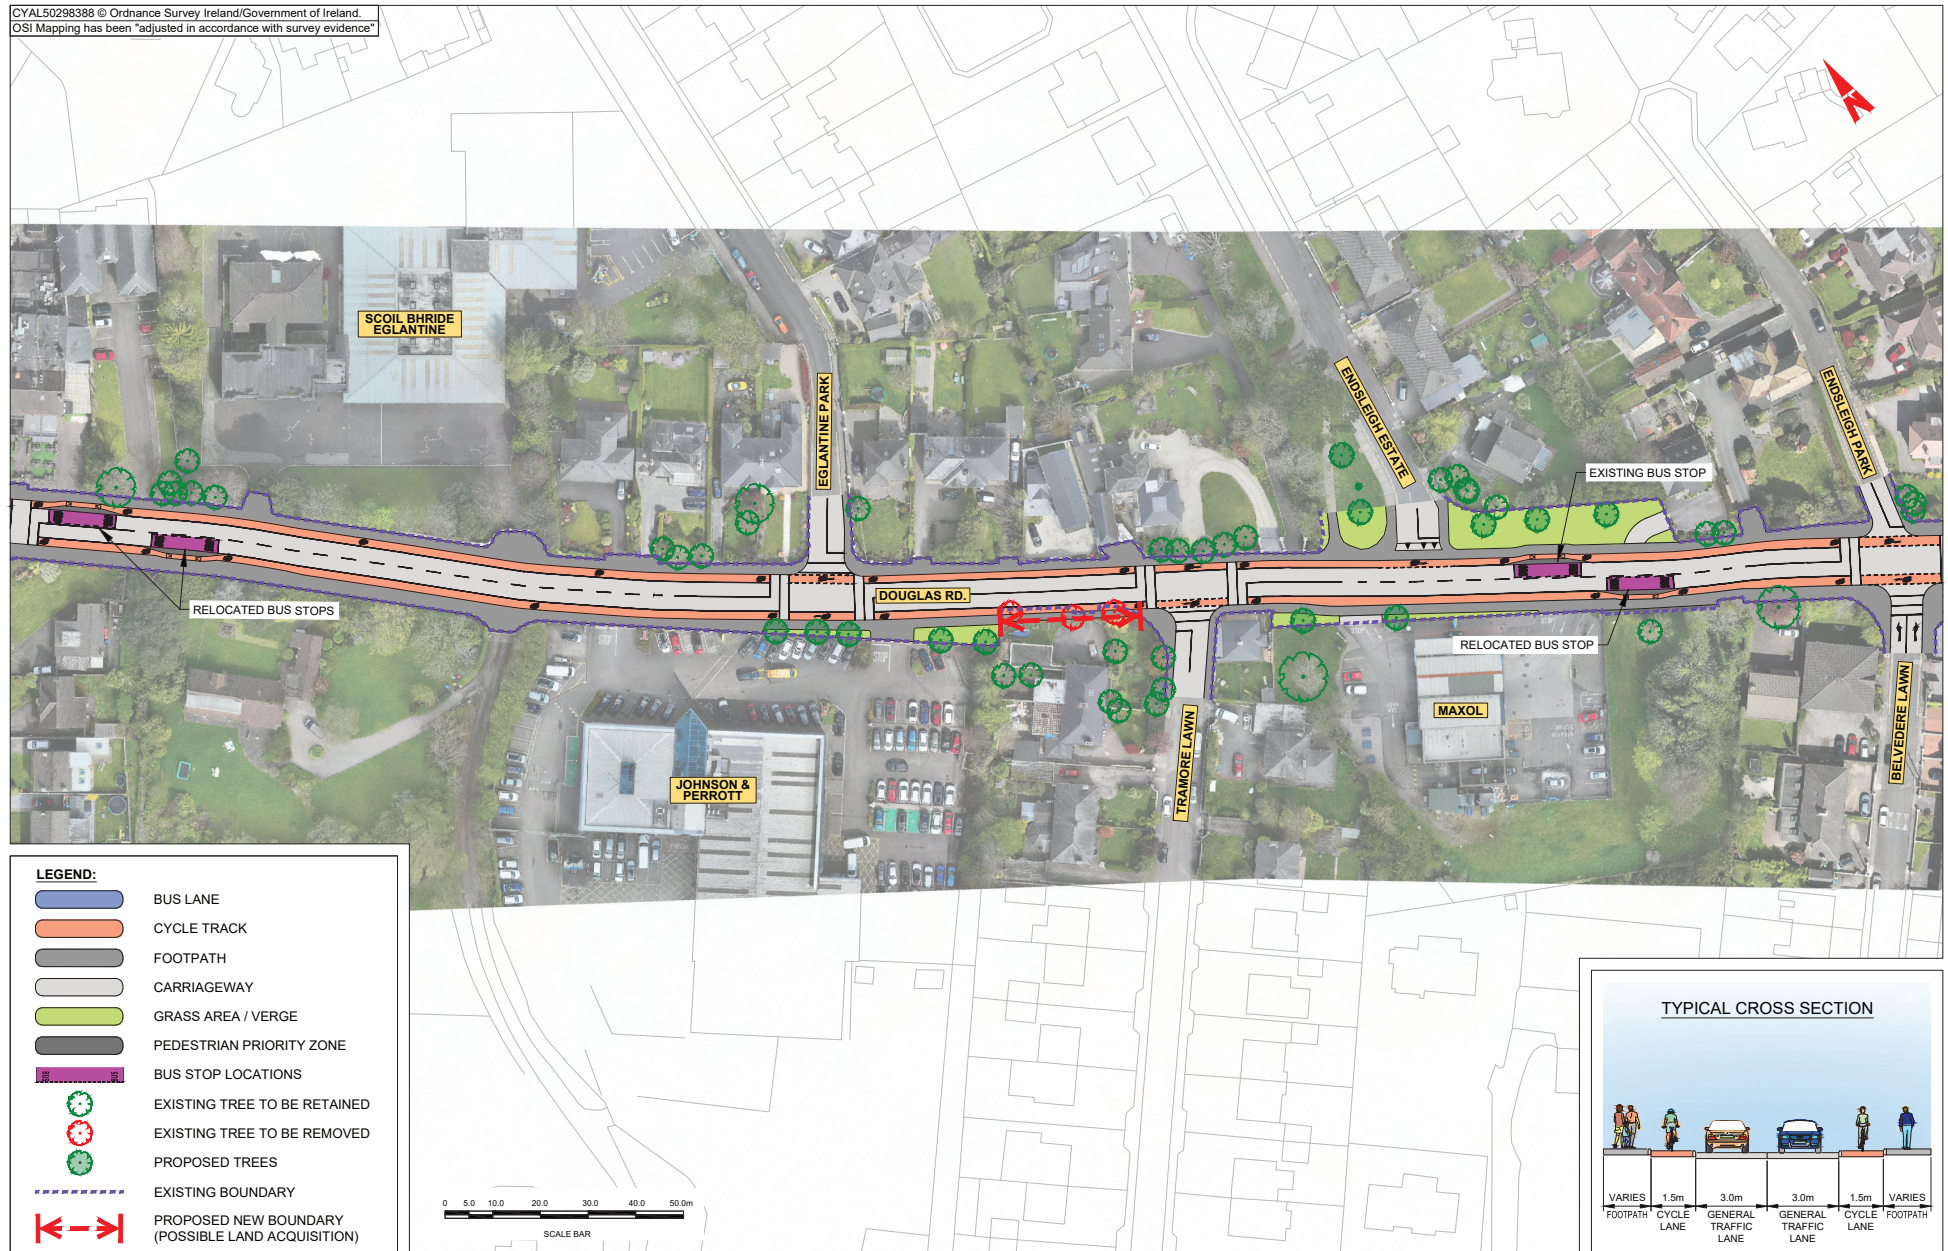 CYAL50298388 © Ordnance Survey Ireland/Government of Ireland.
OSI Mapping has been "adjusted in accordance with survey evidence"
SCOIL BHRIDE
EGLANTINE
EGLANTINE PARK
ENDSLEIGH ESTATE
ENDSLEIGH PARK
EXISTING BUS STOP
RELOCATED BUS STOPS
DOUGLAS RD.
RELOCATED BUS STOP
MAXOL
JOHNSON &
PERROTT
TRAMORE LAWN
BELVEDERE LAWN
LEGEND:
BUS LANE
CYCLE TRACK
FOOTPATH
CARRIAGEWAY
GRASS AREA / VERGE
PEDESTRIAN PRIORITY ZONE
BUS STOP LOCATIONS
EXISTING TREE TO BE RETAINED
EXISTING TREE TO BE REMOVED
PROPOSED TREES
EXISTING BOUNDARY
PROPOSED NEW BOUNDARY
(POSSIBLE LAND ACQUISITION)
0 5.0 10.0 20.0 30.0 40.0 50.0m
SCALE BAR
TYPICAL CROSS SECTION
VARIES 1.5m 3.0m 3.0m 1.5m VARIES
FOOTPATH CYCLE GENERAL GENERAL CYCLE FOOTPATH
LANE TRAFFIC TRAFFIC LANE
LANE LANE